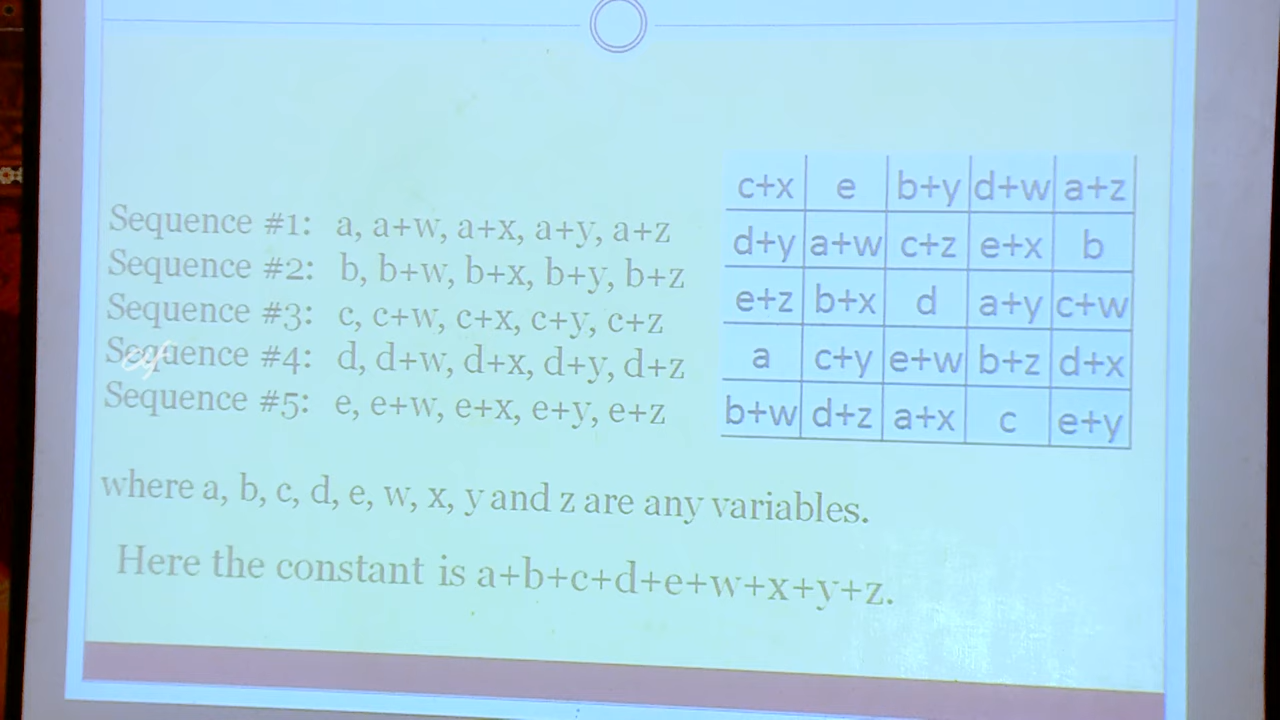 Sequence #1: a, a+w, a+x, a+y, a+z
Sequence #2: b, b+w, b+x, b+y, b+z
Sequence #3: c, c+w, c+x, c+y, c+z
Sequence #4: d, d+w, d+x, d+y, d+z
Sequence #5: e, e+w, e+x, e+y, e+z
c+x e b+y d+w a+z
d+y a+w c+z e+x b
e+z b+x d a+y c+w
a c+y e+w b+z d+x
b+w d+z a+x c e+y
where a, b, c, d, e, w, x, y and z are any variables.
Here the constant is a+b+c+d+e+w+x+y+z.